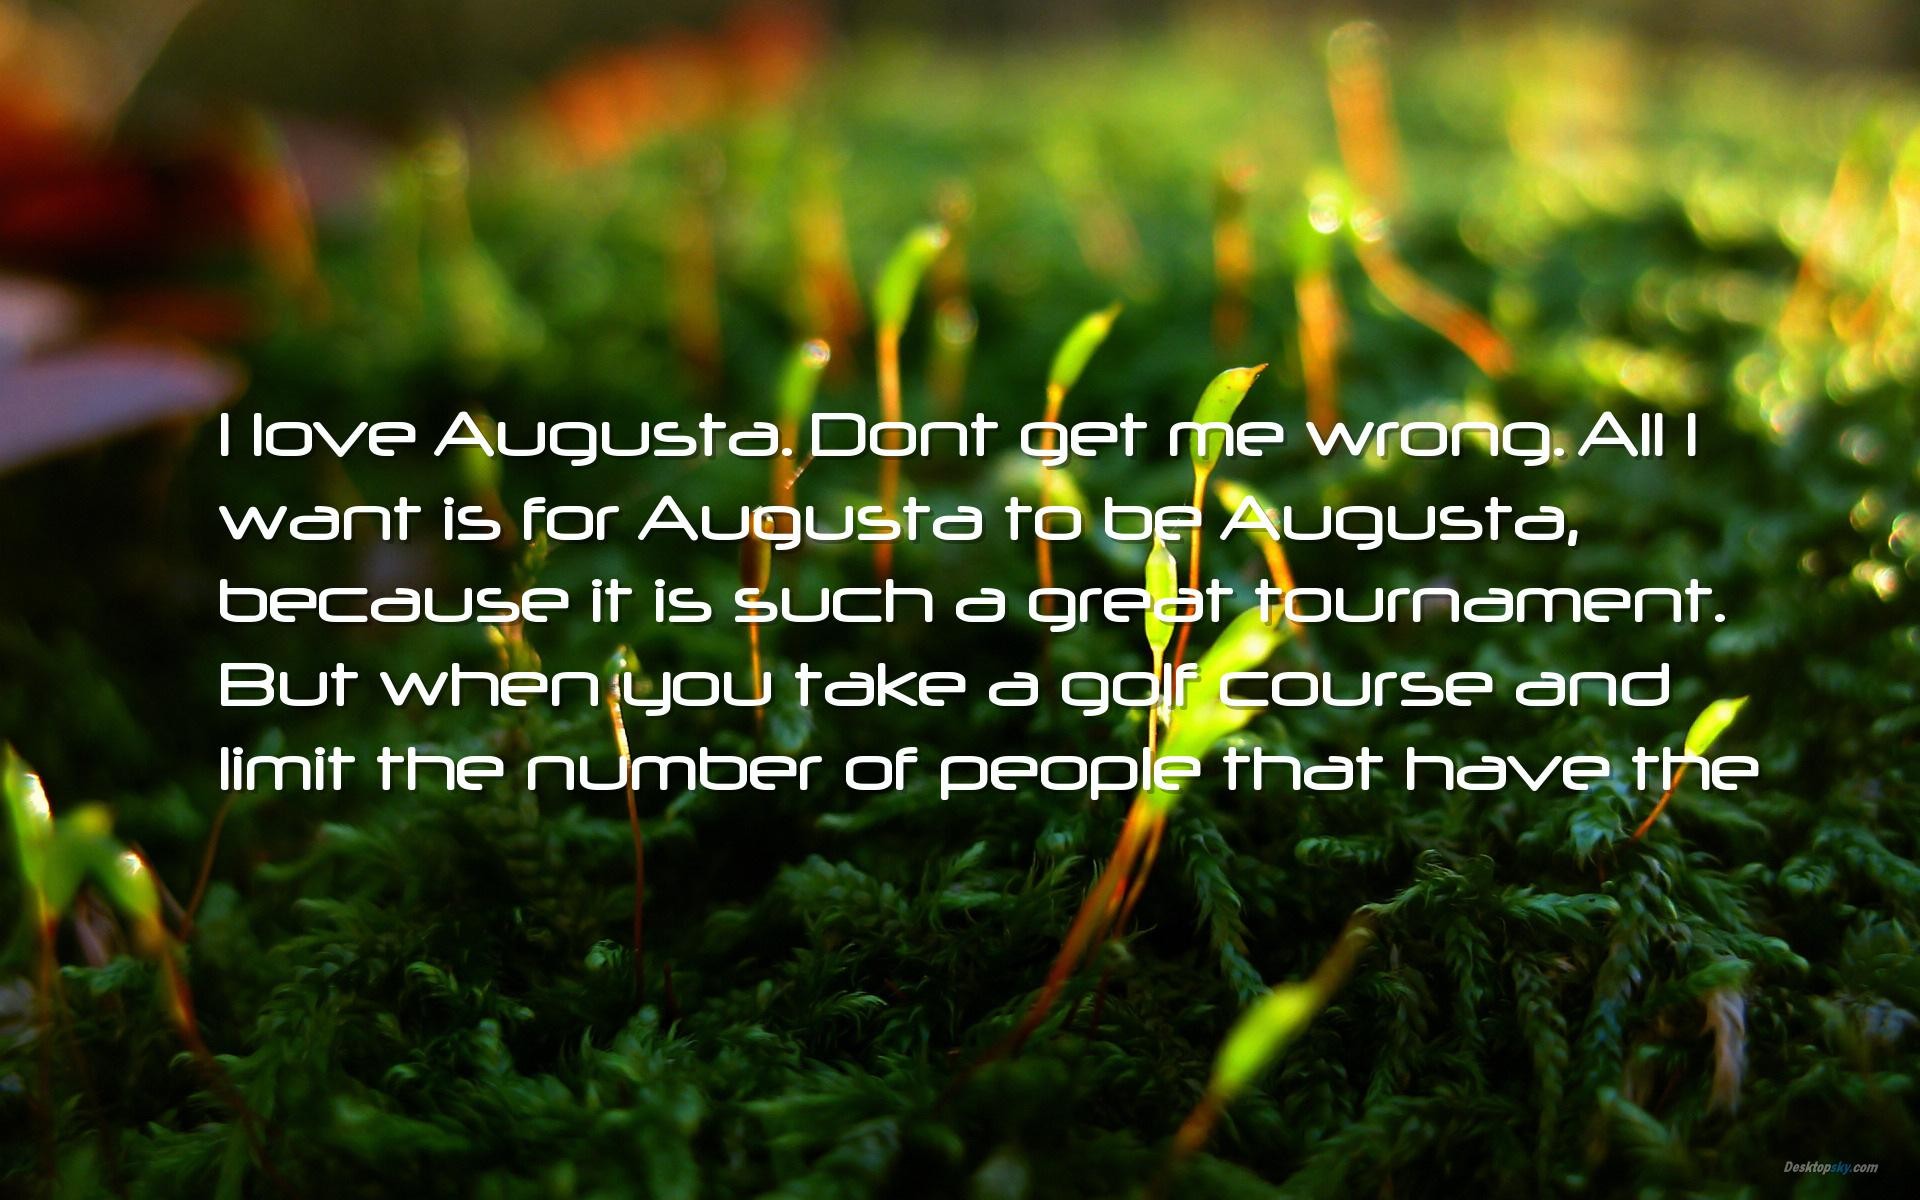 I love Augusta. Dont get me wrong. All I
want is for Augusta to be Augusta,
because it is such a great tournament.
But when you take a golf course and
limit the number of people that have the
Desktopsky.com